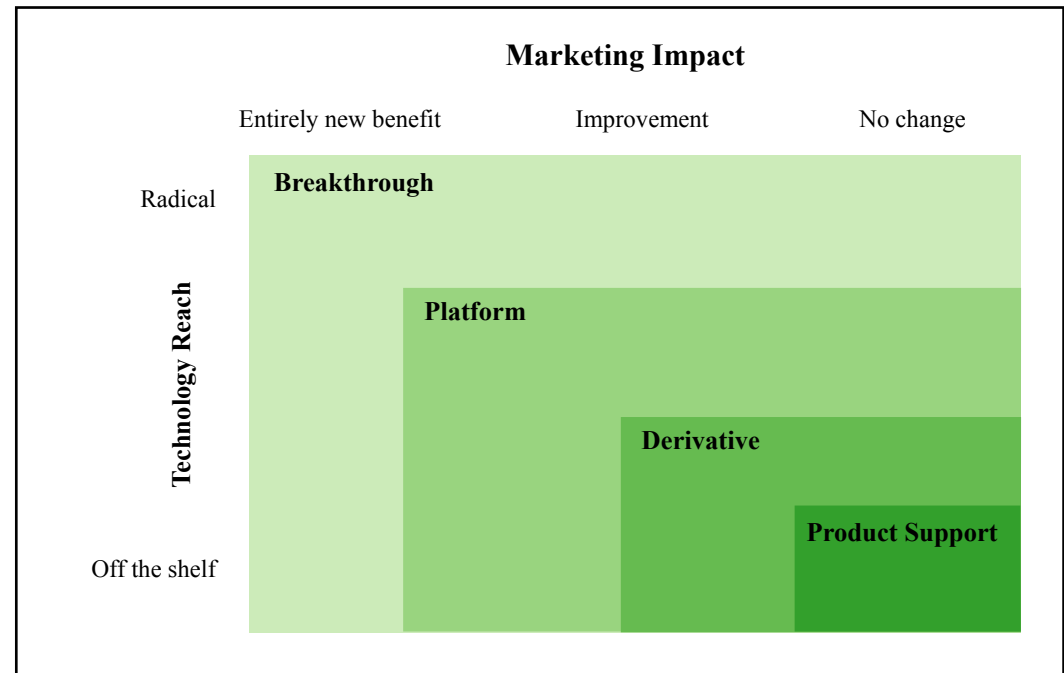 Marketing Impact
Entirely new benefit
Improvement
No change
Radical
Breakthrough
Technology Reach
Platform
Derivative
Product Support
Off the shelf